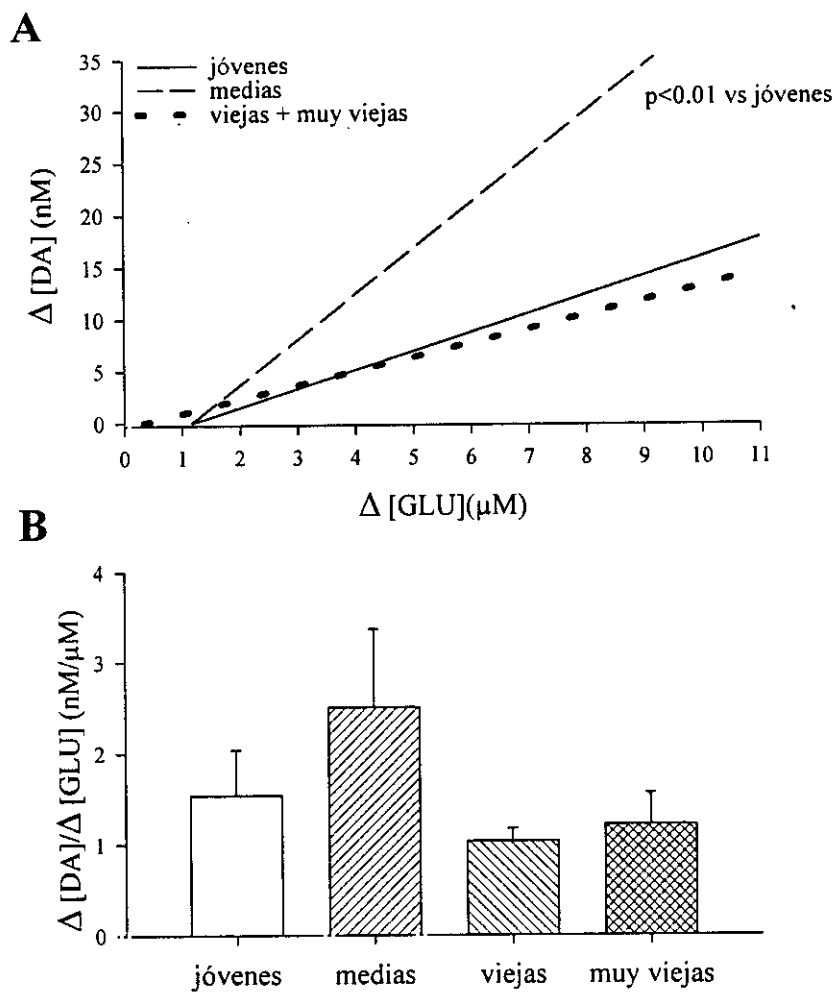 A
jóvenes
medias
viejas + muy viejas
p<0.01 vs jóvenes
35
30
25
20
15
10
5
0
Δ [DA] (nM)
0 1 2 3 4 5 6 7 8 9 10 11
Δ [GLU](µM)
B
4
3
2
1
0
Δ [DA]/Δ [GLU] (nM/µM)
jóvenes medias viejas muy viejas